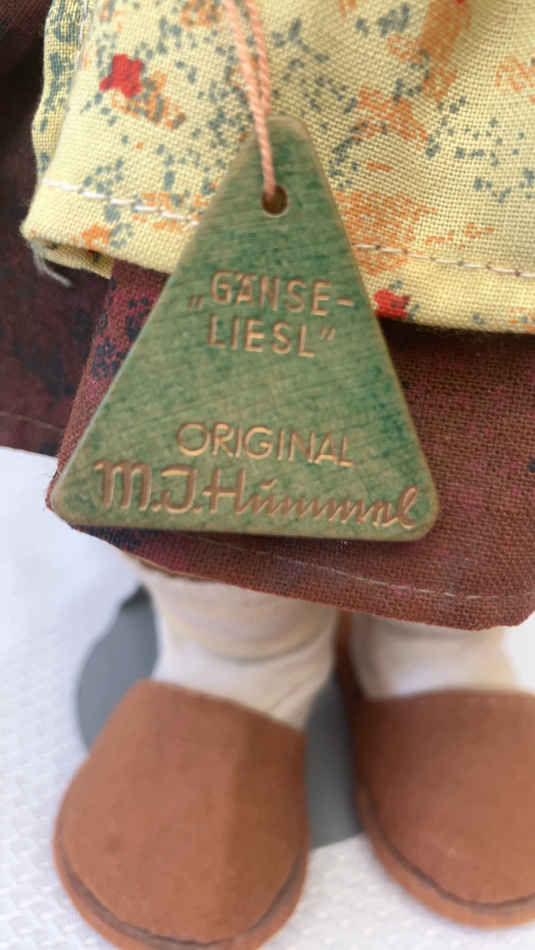 „GÄNSE-
LIESL”
ORIGINAL
M.J.Hummel